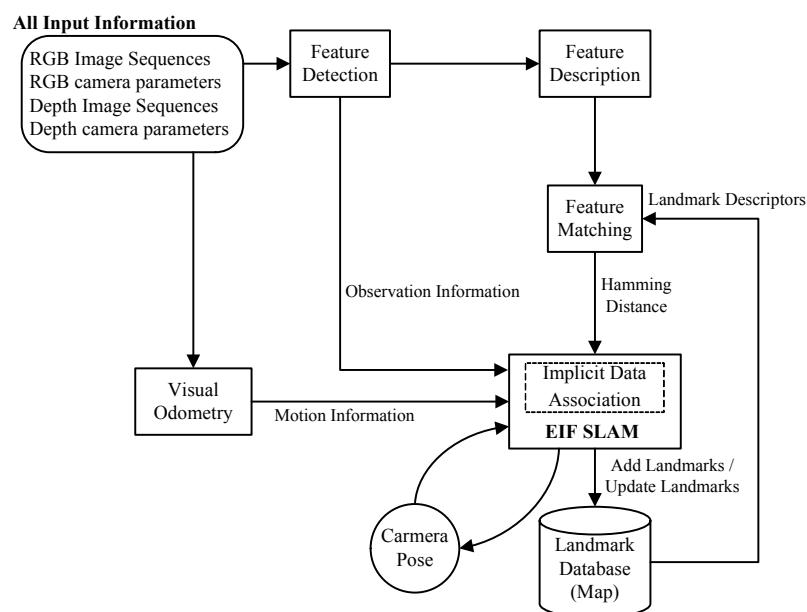 All Input Information
RGB Image Sequences
RGB camera parameters
Depth Image Sequences
Depth camera parameters
Feature
Detection
Feature
Description
Feature
Matching
Landmark Descriptors
Observation Information
Hamming
Distance
Visual
Odometry
Motion Information
Implicit Data
Association
EIF SLAM
Add Landmarks /
Update Landmarks
Carmera
Pose
Landmark
Database
(Map)